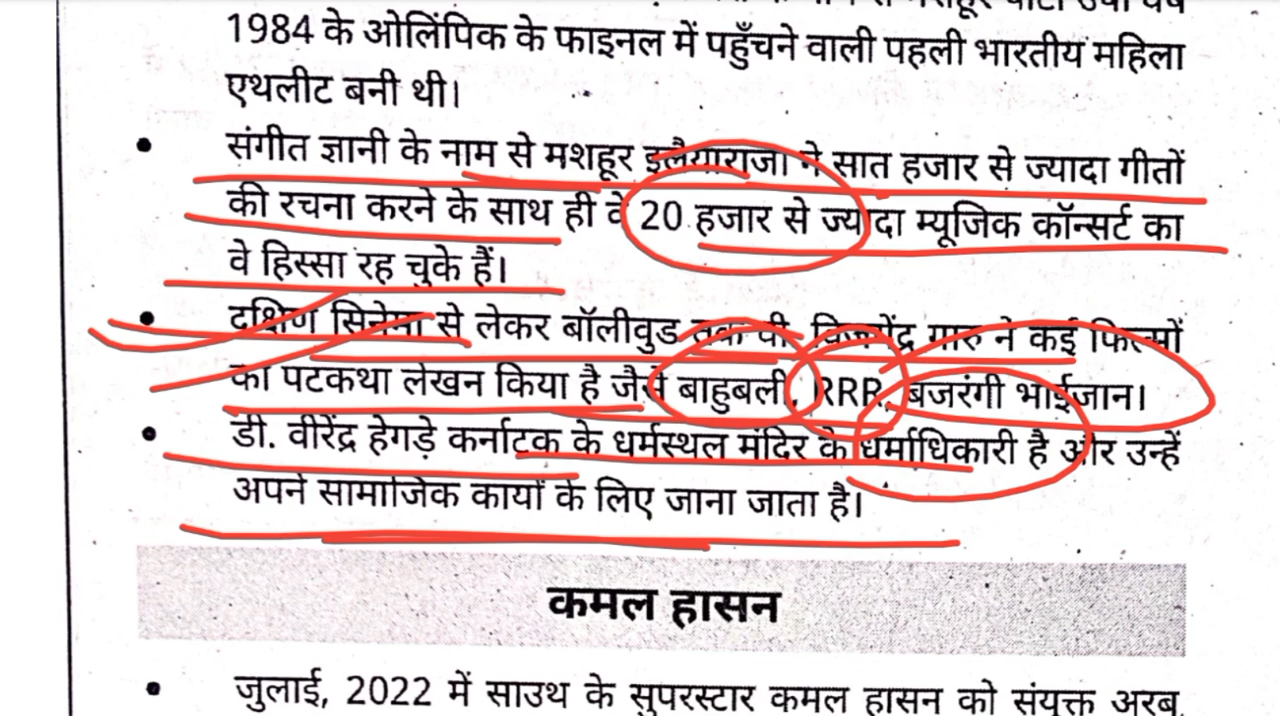 1984 के ओलिंपिक के फाइनल में पहुँचने वाली पहली भारतीय महिला
एथलीट बनी थी।
• संगीत ज्ञानी के नाम से मशहूर इलैयाराजा ने सात हजार से ज्यादा गीतों
की रचना करने के साथ ही वे 20 हजार से ज्यादा म्यूजिक कॉन्सर्ट का
वे हिस्सा रह चुके हैं।
• दक्षिण सिनेमा से लेकर बॉलीवुड तक वी. विजयेंद्र गारु ने कई फिल्मों
का पटकथा लेखन किया है जैसे बाहुबली, RRR, बजरंगी भाईजान।
• डी. वीरेंद्र हेगड़े कर्नाटक के धर्मस्थल मंदिर के धर्माधिकारी है और उन्हें
अपने सामाजिक कार्यो के लिए जाना जाता है।
कमल हासन
• जुलाई, 2022 में साउथ के सुपरस्टार कमल हासन को संयुक्त अरब